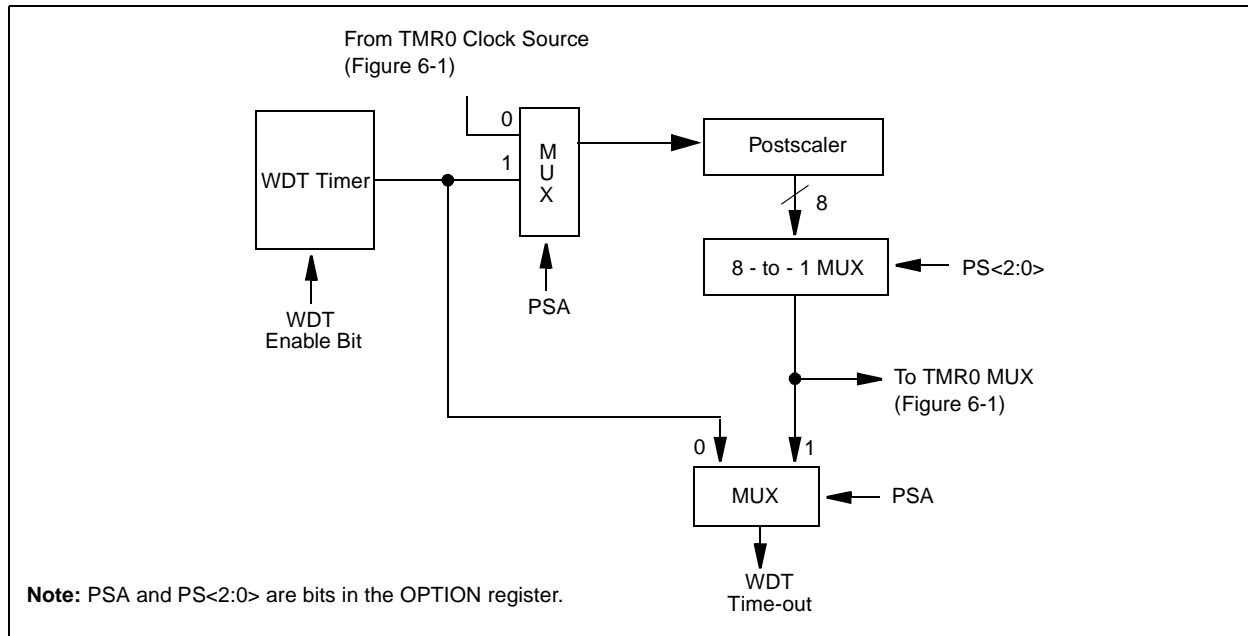 From TMR0 Clock Source
(Figure 6-1)
0
1
M
U
X
WDT Timer
Postscaler
8
8 - to - 1 MUX
PS<2:0>
PSA
WDT
Enable Bit
To TMR0 MUX
(Figure 6-1)
0
1
MUX
PSA
WDT
Time-out
Note: PSA and PS<2:0> are bits in the OPTION register.